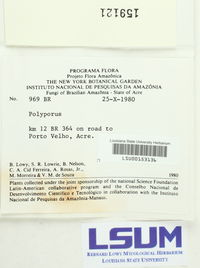 159121
PROGRAMA FLORA
Projeto Flora Amazônica
THE NEW YORK BOTANICAL GARDEN
INSTITUTO NACIONAL DE PESQUISAS DA AMAZÔNIA
Fungi of Brazilian Amazônia - State of Acre
No. 969 BR 25-X-1980
Polyporus
km 12 BR 364 on road to
Porto Velho, Acre.
Louisiana State University Herbarium
LSU00153134
B. Lowy, S. R. Lowrie, B. Nelson,
C. A. Cid Ferreira, A. Rosas, Jr.,
M. Moreira & V. M. de Souza 1980
Plants collected under the joint sponsorship of the national Science Foundation
Latin-American collaborative program and the Conselho Nacional de
Desenvolvimento Científico e Tecnológico in collaboration with the Instituto
Nacional de Pesquisas da Amazônia-Manaus.
LSUM
BERNARD LOWY MYCOLOGICAL HERBARIUM
LOUISIANA STATE UNIVERSITY